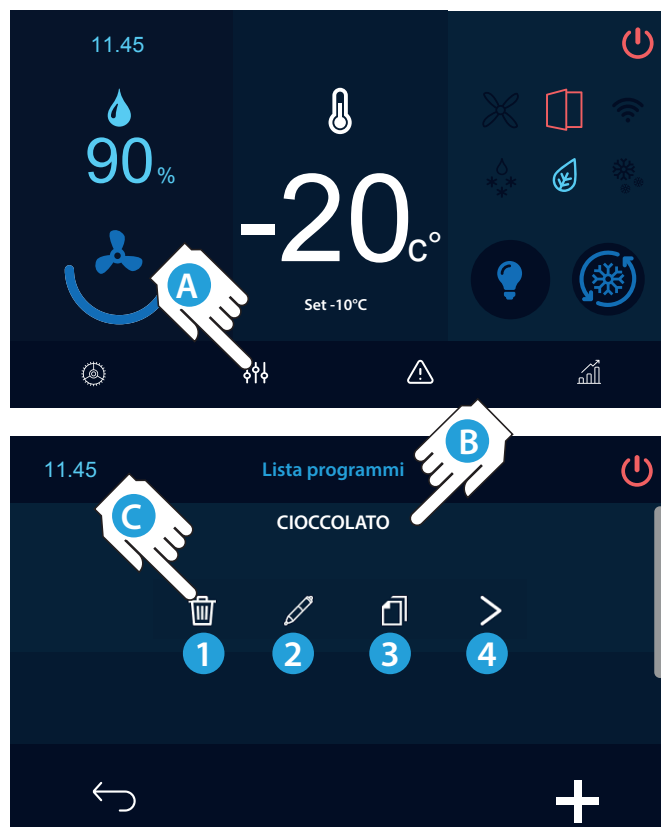 11.45
90%
-20c°
Set -10°C
A
B
11.45
Lista programmi
C
CIOCCOLATO
1 2 3 4